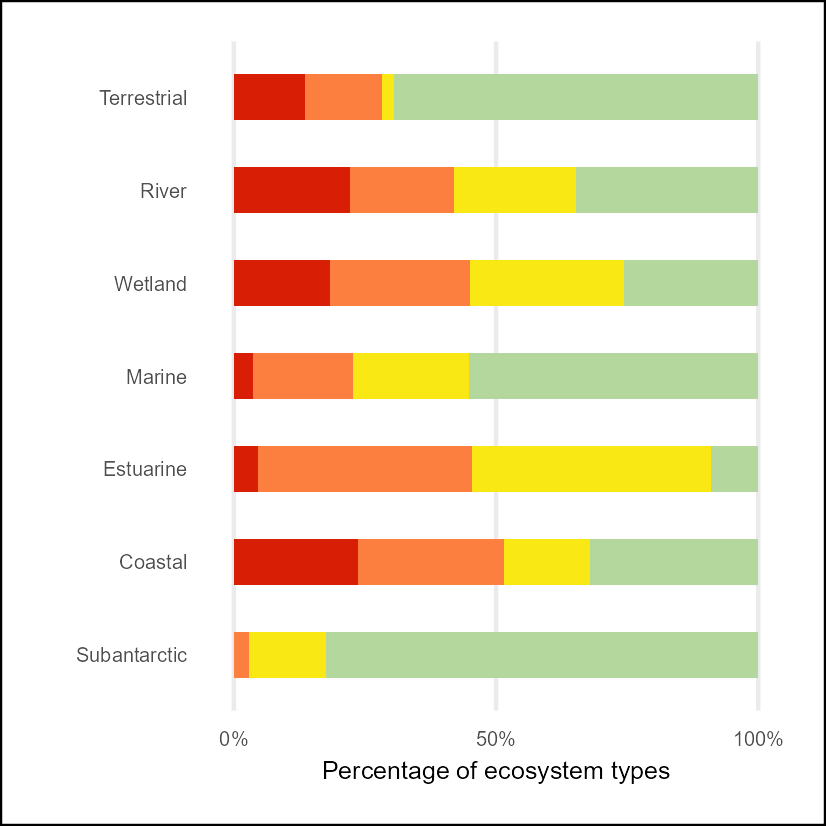 Terrestrial
River
Wetland
Marine
Estuarine
Coastal
Subantarctic
0% 50% 100%
Percentage of ecosystem types